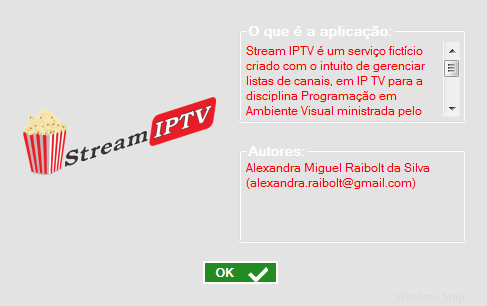 O que é a aplicação:
Stream IPTV é um serviço fictício
criado com o intuito de gerenciar
listas de canais, em IP TV para a
disciplina Programação em
Ambiente Visual ministrada pelo
Stream IPTV
Autores:
Alexandra Miguel Raibolt da Silva
(alexandra.raibolt@gmail.com)
OK
Window Snip